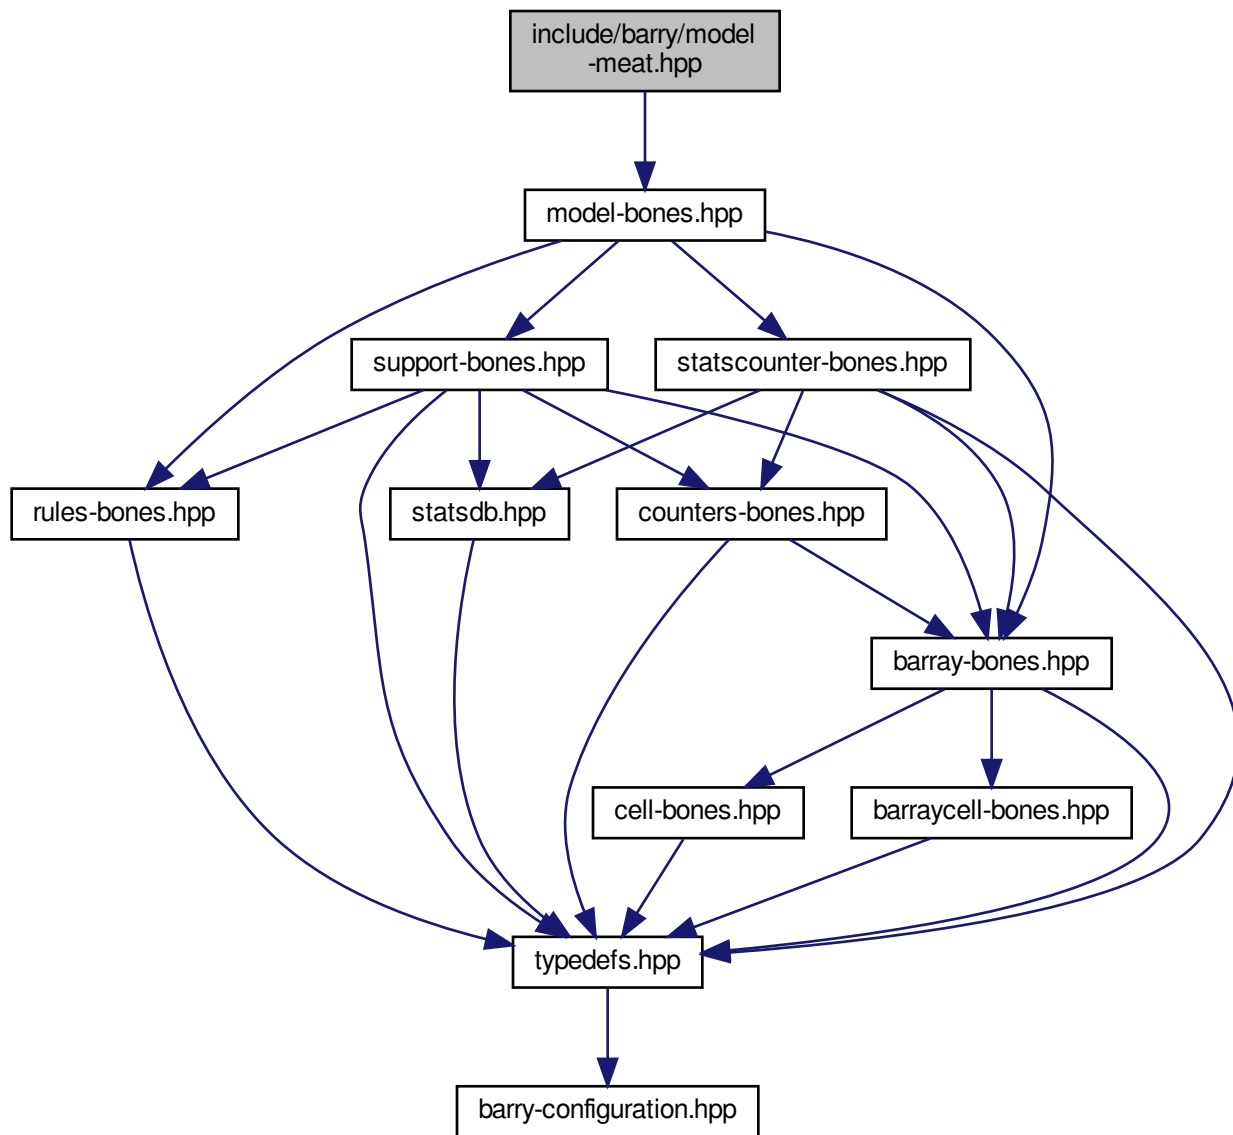 include/barry/model
-meat.hpp
model-bones.hpp
support-bones.hpp
statscounter-bones.hpp
rules-bones.hpp
statsdb.hpp
counters-bones.hpp
barray-bones.hpp
cell-bones.hpp
barraycell-bones.hpp
typedefs.hpp
barry-configuration.hpp